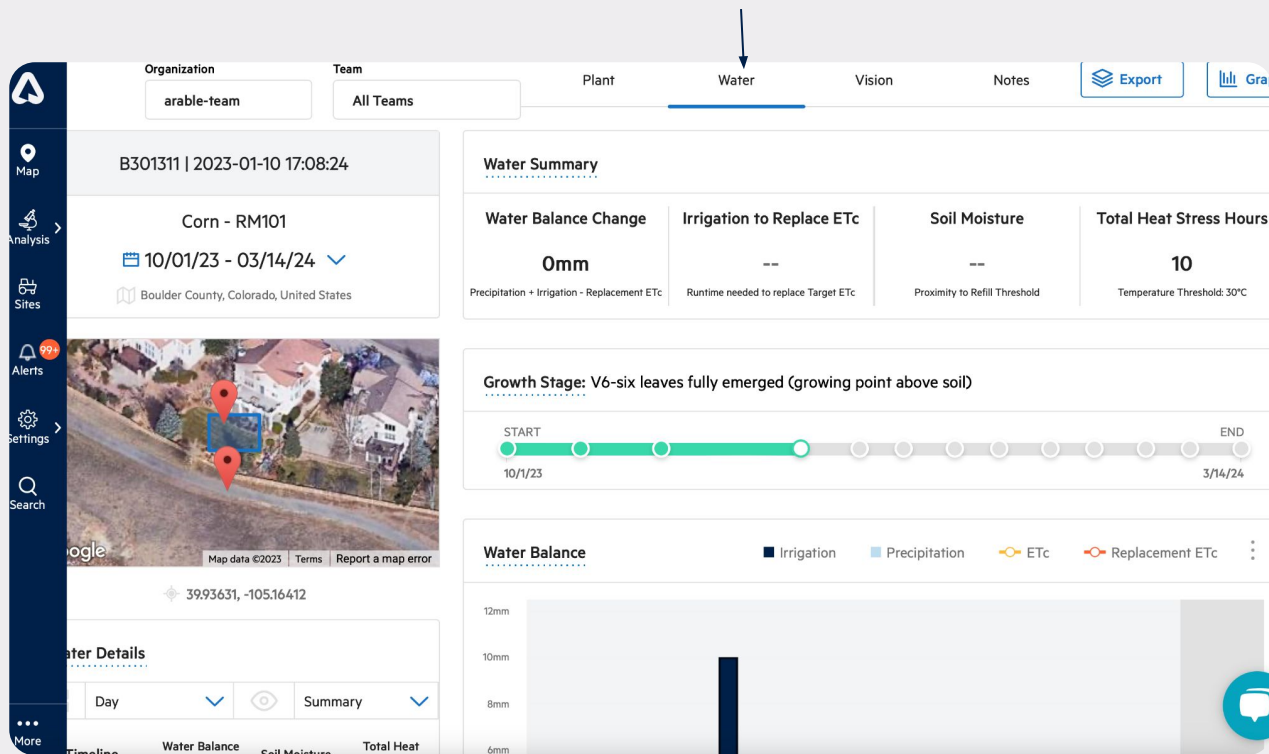 Organization
Team
arable-team
All Teams
Plant
Water
Vision
Notes
Export
Gra
Map
Analysis
Sites
99+
Alerts
Settings
Search
More
B301311 | 2023-01-10 17:08:24
Corn - RM101
10/01/23 - 03/14/24
Boulder County, Colorado, United States
ogle
Map data ©2023
Terms
Report a map error
39.93631, -105.16412
ater Details
Day
Summary
Timeline
Water Balance
Soil Moisture
Total Heat
Water Summary
Water Balance Change
0mm
Precipitation + Irrigation - Replacement ETc
Irrigation to Replace ETc
--
Runtime needed to replace Target ETc
Soil Moisture
--
Proximity to Refill Threshold
Total Heat Stress Hours
10
Temperature Threshold: 30°C
Growth Stage: V6-six leaves fully emerged (growing point above soil)
START
END
10/1/23
3/14/24
Water Balance
Irrigation
Precipitation
ETc
Replacement ETc
12mm
10mm
8mm
6mm